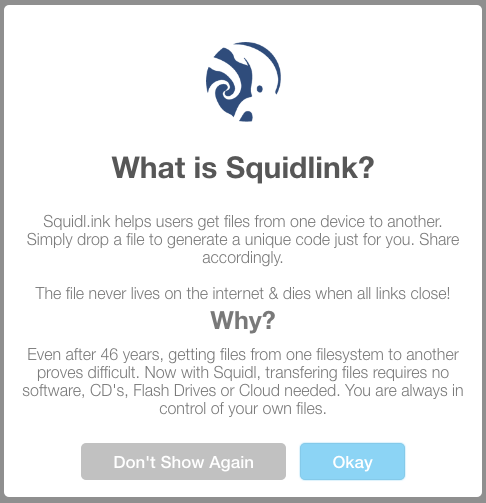 What is Squidlink?
Squidl.ink helps users get files from one device to another.
Simply drop a file to generate a unique code just for you. Share
accordingly.
The file never lives on the internet & dies when all links close!
Why?
Even after 46 years, getting files from one filesystem to another
proves difficult. Now with Squidl, transfering files requires no
software, CD's, Flash Drives or Cloud needed. You are always in
control of your own files.
Don't Show Again
Okay